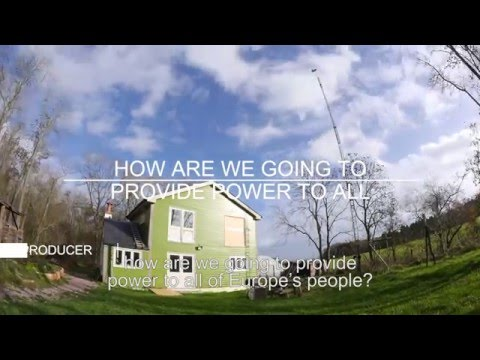 HOW ARE WE GOING TO
PROVIDE POWER TO ALL
PRODUCER
how are we going to provide
power to all of Europe's people?